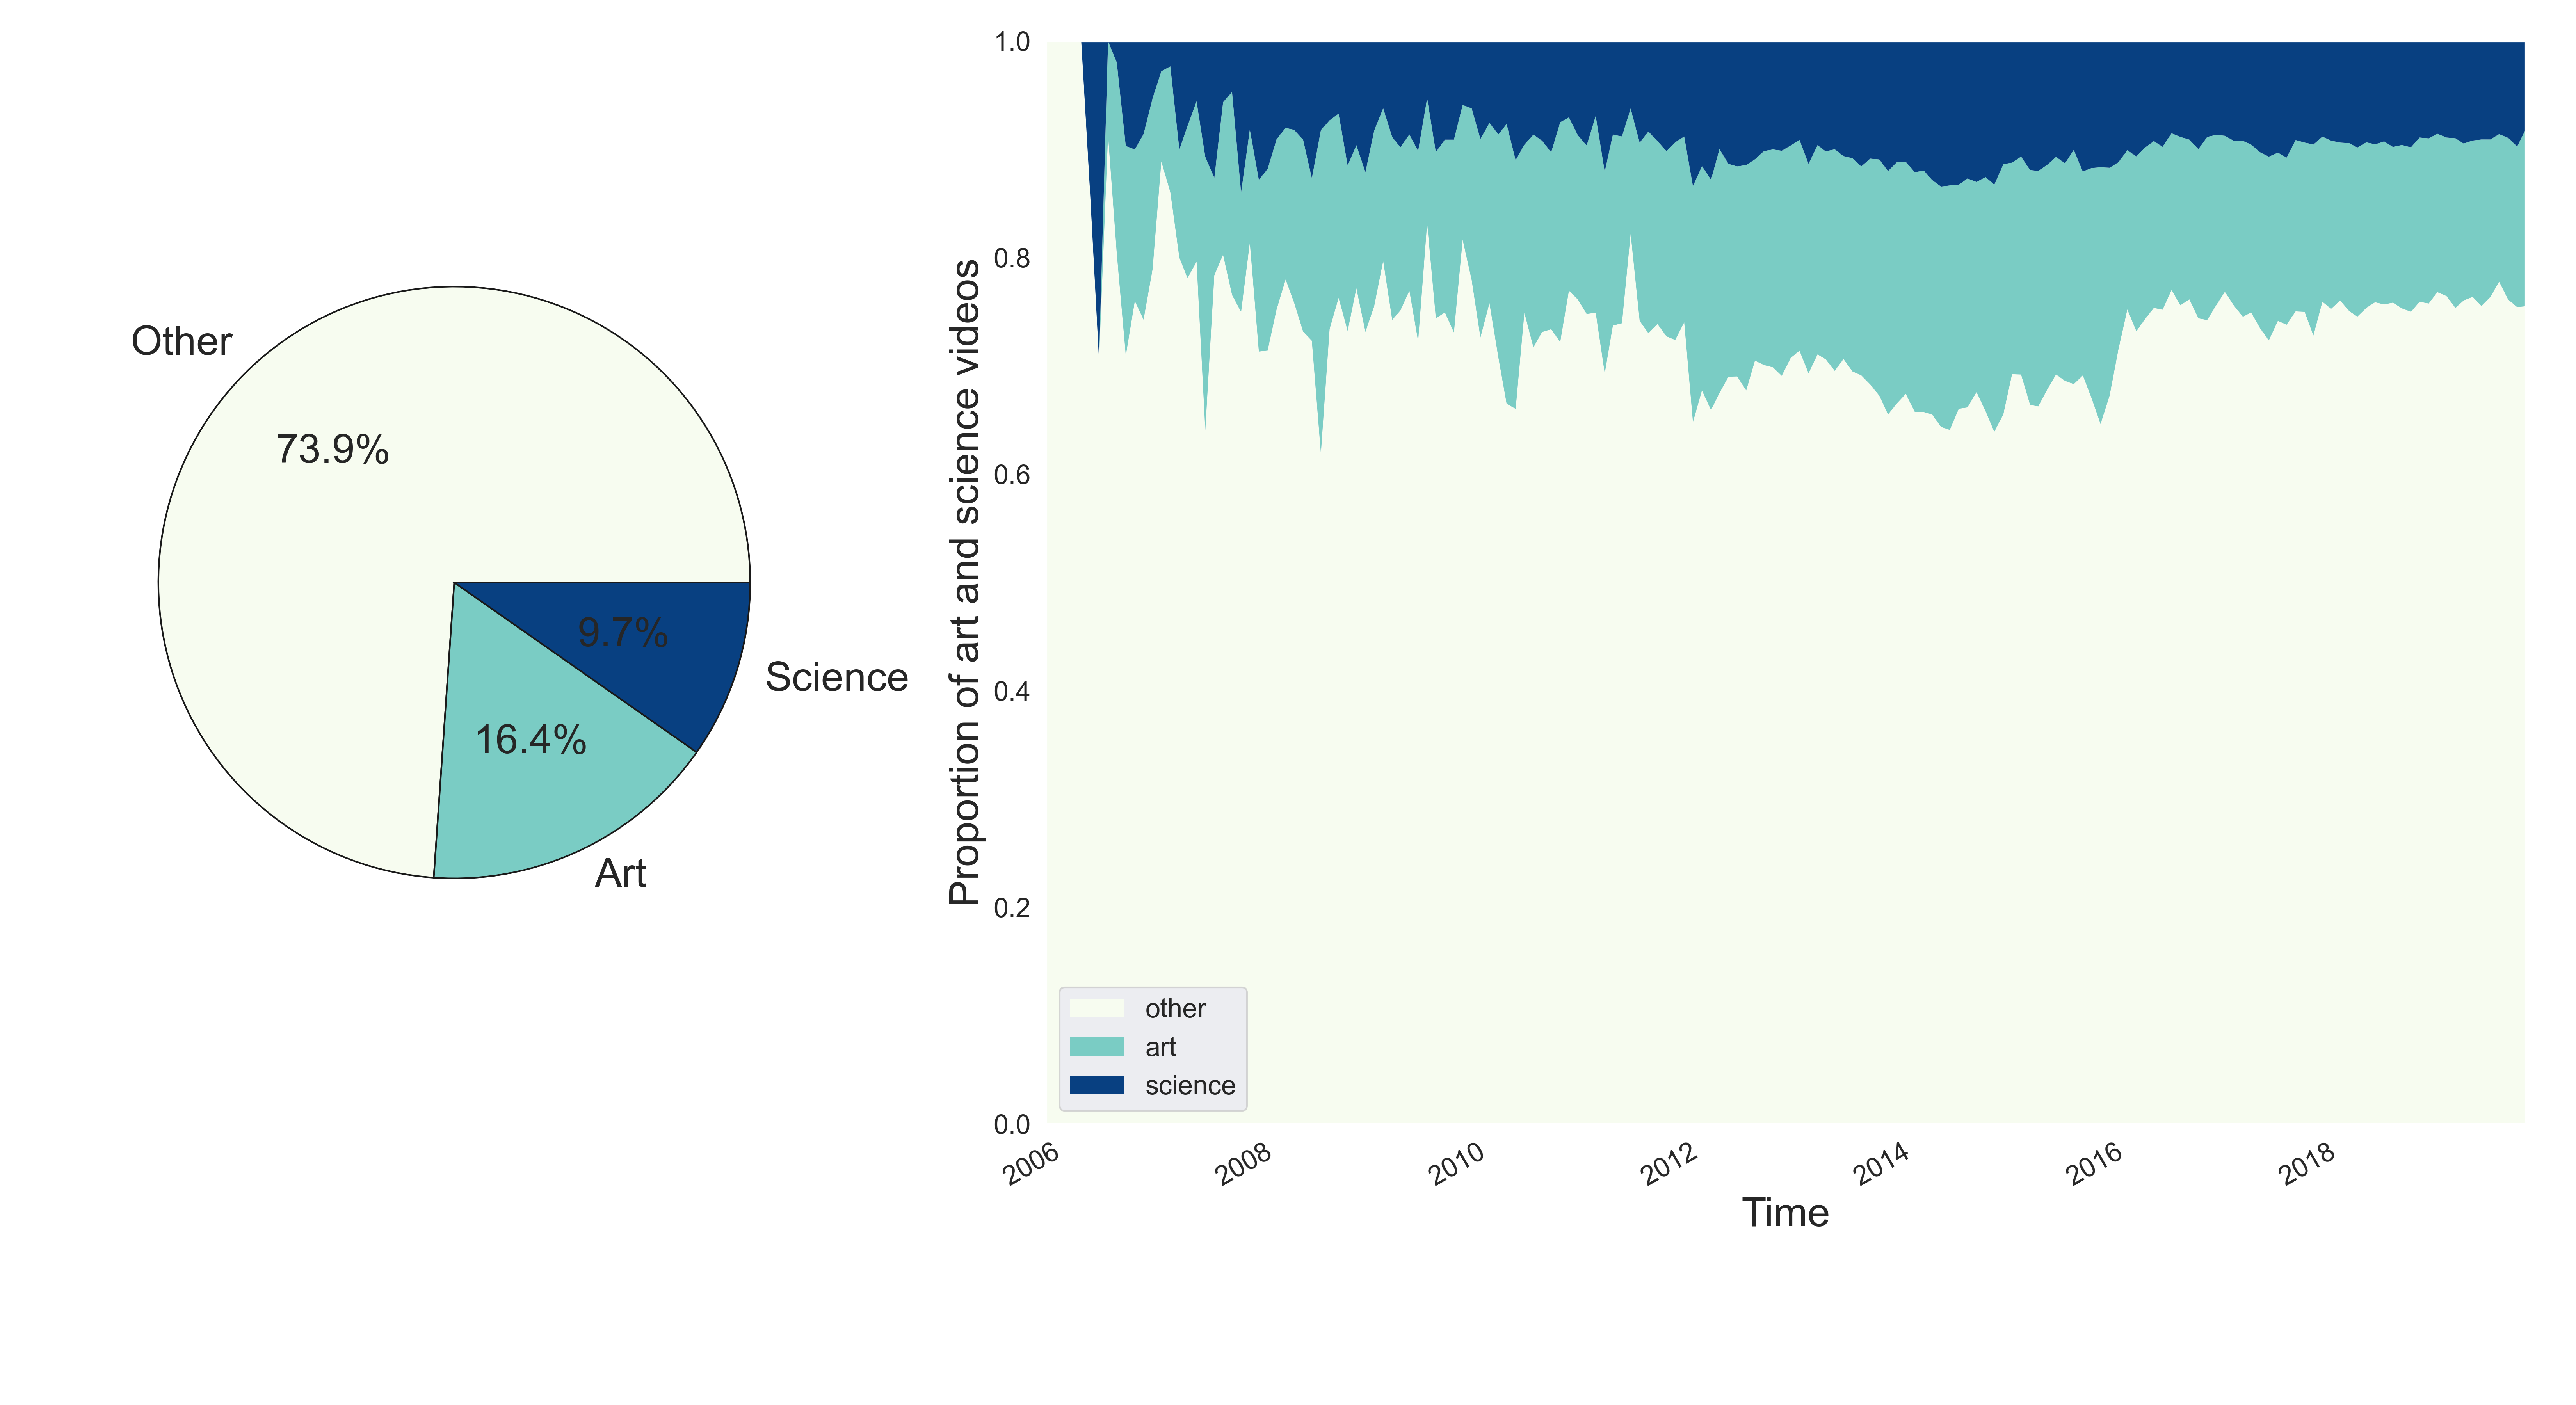 Other
73.9%
9.7%
Science
16.4%
Art
Proportion of art and science videos
1.0
0.8
0.6
0.4
0.2
0.0
other
art
science
2006
2008
2010
2012
2014
2016
2018
Time